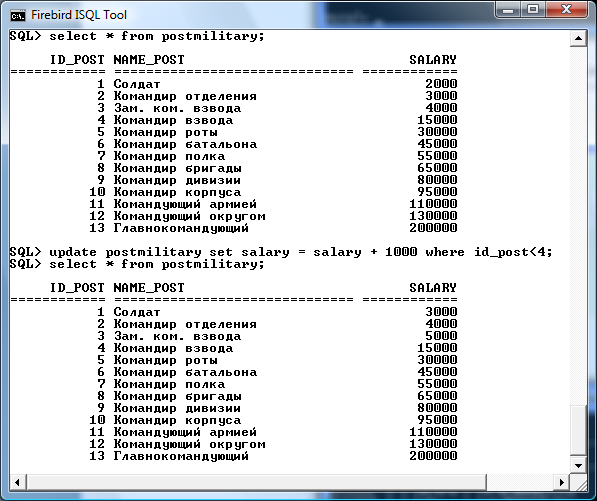 Firebird ISQL Tool
SQL> select * from postmilitary;
ID_POST NAME_POST SALARY
============ ============================== ============
1 Солдат 2000
2 Командир отделения 3000
3 Зам. ком. взвода 4000
4 Командир взвода 15000
5 Командир роты 30000
6 Командир батальона 45000
7 Командир полка 55000
8 Командир бригады 65000
9 Командир дивизии 80000
10 Командир корпуса 95000
11 Командующий армией 110000
12 Командующий округом 130000
13 Главнокомандующий 200000
SQL> update postmilitary set salary = salary + 1000 where id_post<4;
SQL> select * from postmilitary;
ID_POST NAME_POST SALARY
============ ============================== ============
1 Солдат 3000
2 Командир отделения 4000
3 Зам. ком. взвода 5000
4 Командир взвода 15000
5 Командир роты 30000
6 Командир батальона 45000
7 Командир полка 55000
8 Командир бригады 65000
9 Командир дивизии 80000
10 Командир корпуса 95000
11 Командующий армией 110000
12 Командующий округом 130000
13 Главнокомандующий 200000